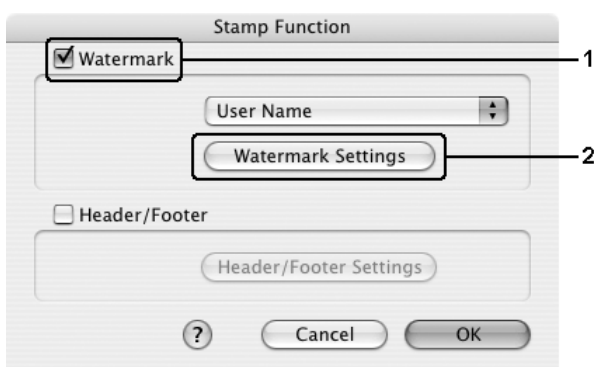 Stamp Function
Watermark
1
User Name
Watermark Settings
2
Header/Footer
Header/Footer Settings
? Cancel OK